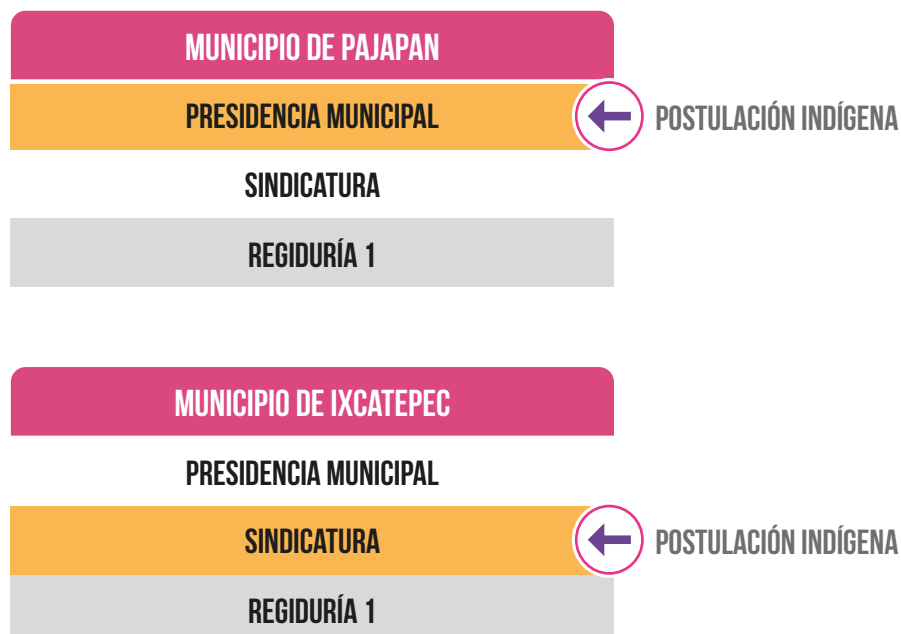 MUNICIPIO DE PAJAPAN
PRESIDENCIA MUNICIPAL
POSTULACIÓN INDÍGENA
SINDICATURA
REGIDURÍA 1
MUNICIPIO DE IXCATEPEC
PRESIDENCIA MUNICIPAL
SINDICATURA
POSTULACIÓN INDÍGENA
REGIDURÍA 1